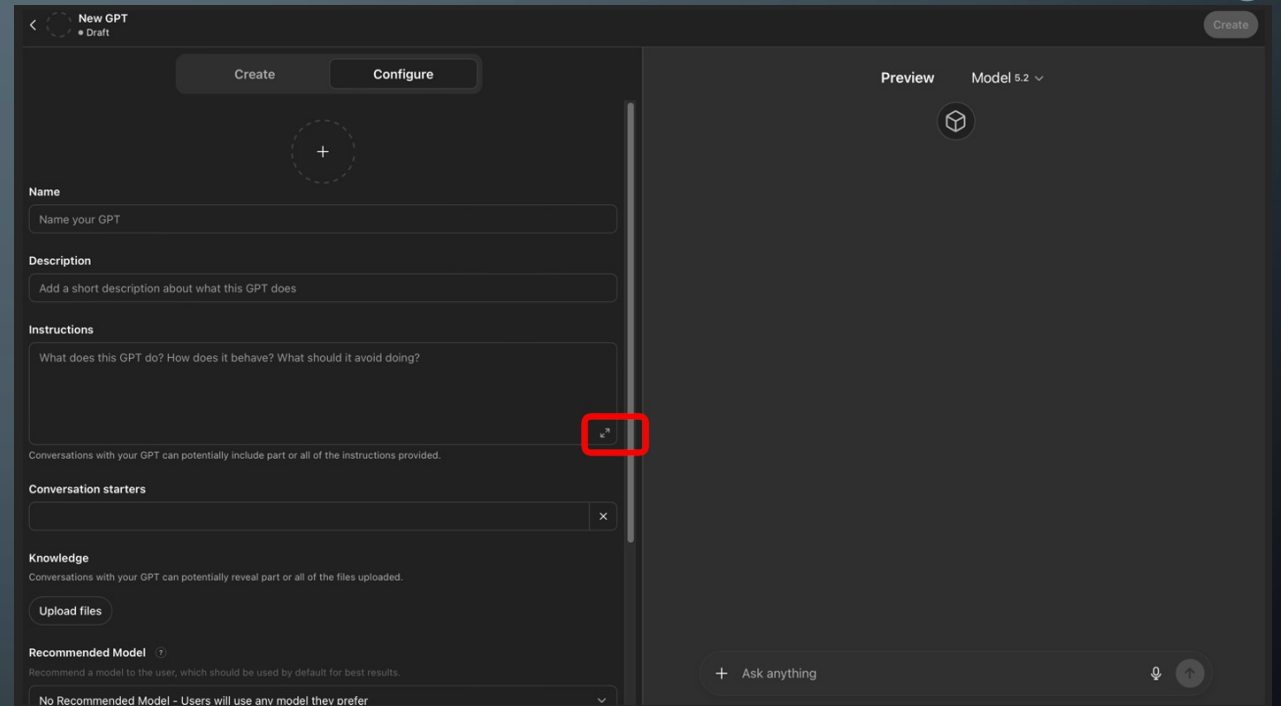 New GPT
Draft
Create
Create
Configure
Name
Name your GPT
Description
Add a short description about what this GPT does
Instructions
What does this GPT do? How does it behave? What should it avoid doing?
Conversations with your GPT can potentially include part or all of the instructions provided.
Conversation starters
Knowledge
Conversations with your GPT can potentially reveal part or all of the files uploaded.
Upload files
Recommended Model ?
Recommend a model to the user, which should be used by default for best results.
No Recommended Model - Users will use any model they prefer
Preview
Model 5.2
Ask anything